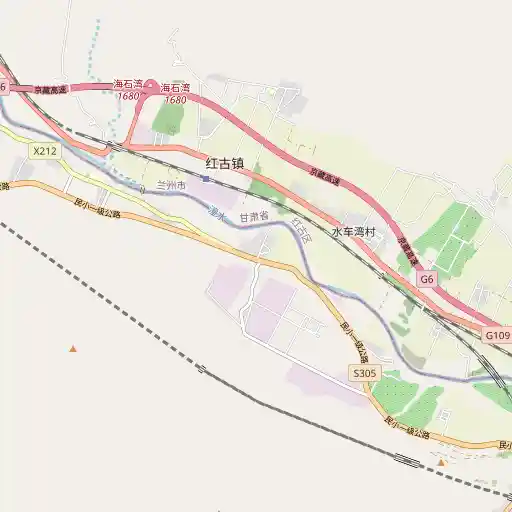 海石湾
1680
海石湾
1680
6
京藏高速
X212
红古镇
兰州市
京藏高速
民小一级公路
湟水
甘肃省
红古区
水车湾村
京藏高速
G6
民小一级公路
G109
S305
民小一级公路